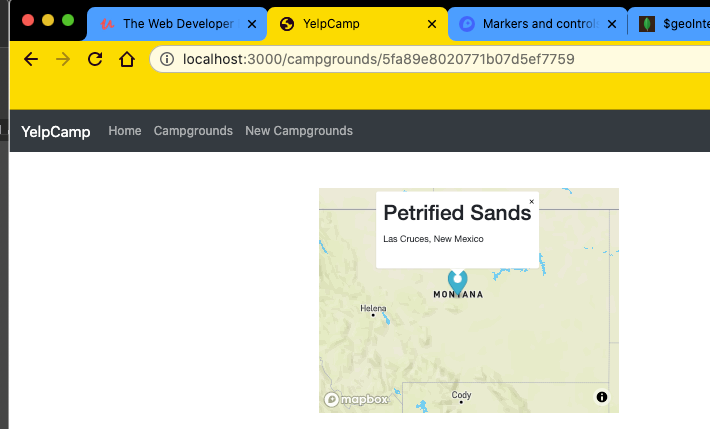 The Web Developer
YelpCamp
Markers and control
$geoInte
localhost:3000/campgrounds/5fa89e8020771b07d5ef7759
YelpCamp Home Campgrounds New Campgrounds
Petrified Sands
Las Cruces, New Mexico
MONTANA
Helena
Cody
mapbox